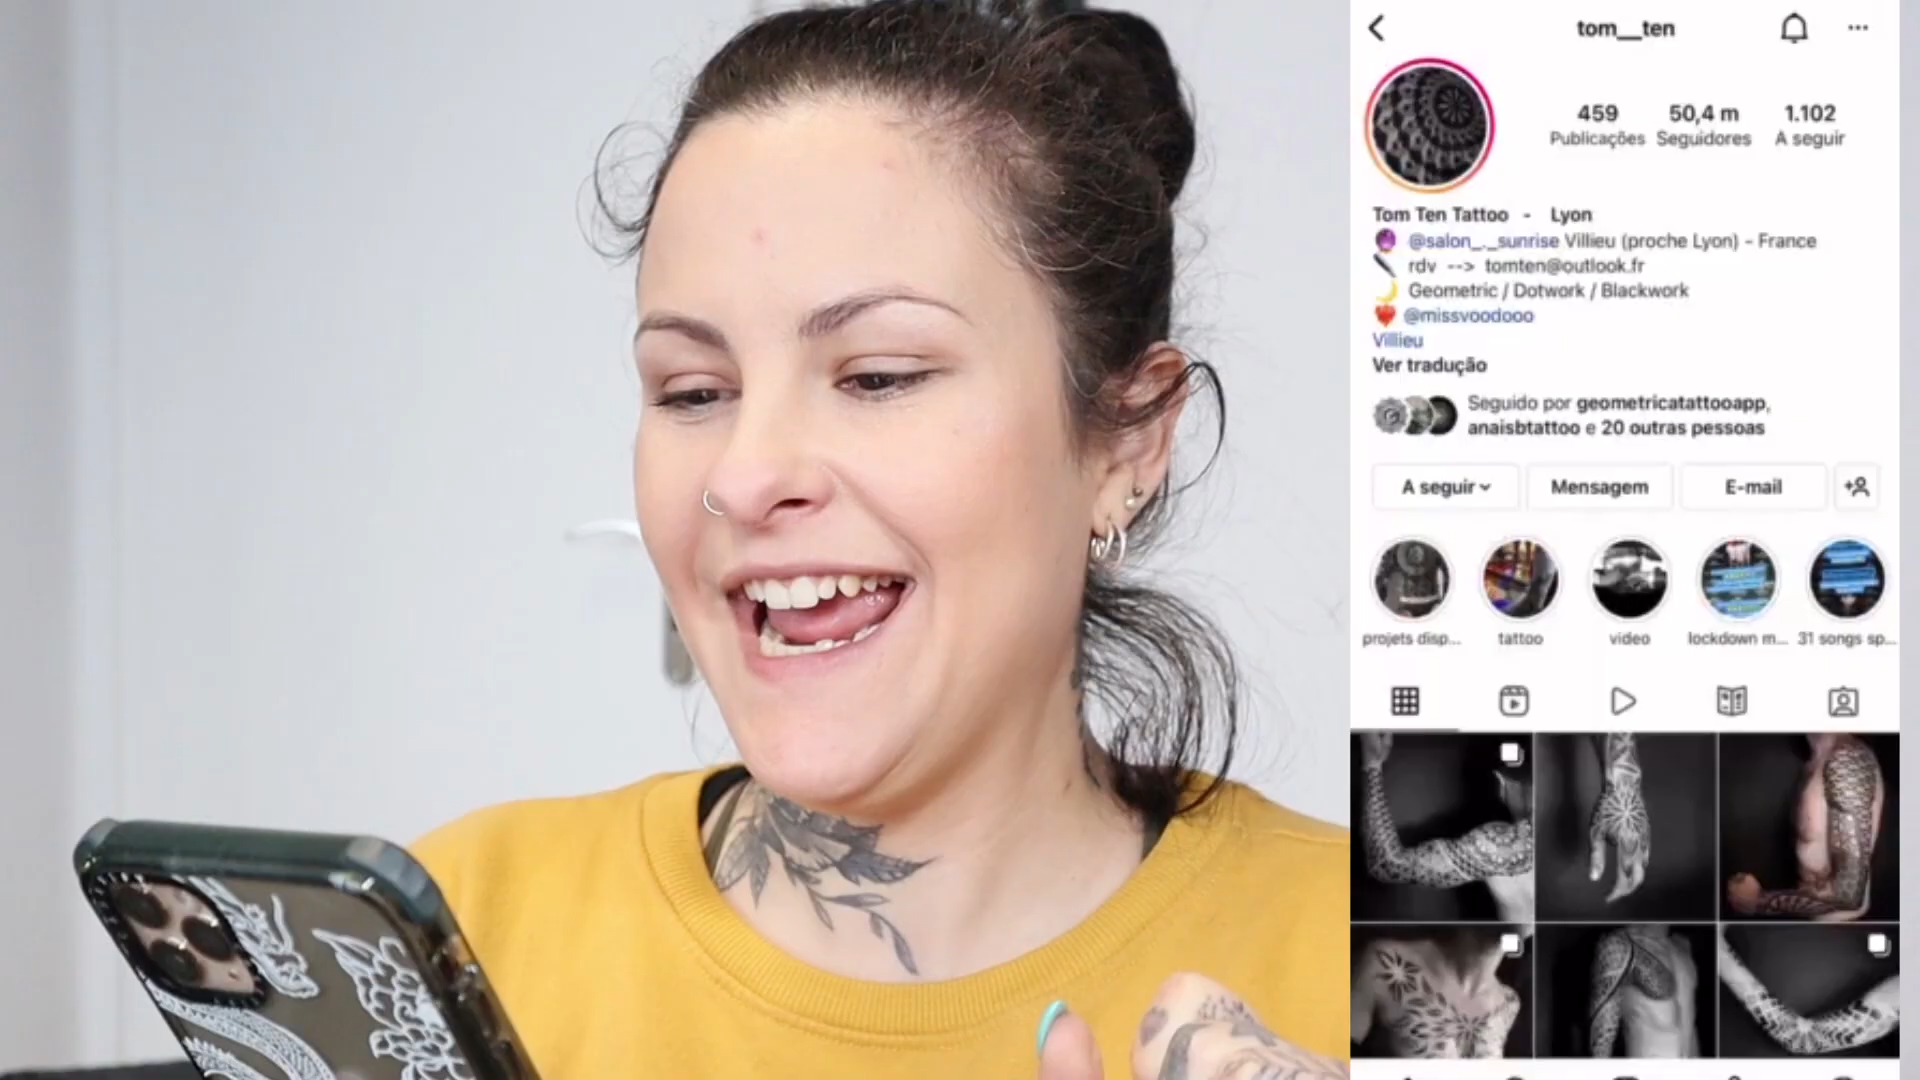 tom__ten
459 50,4 m 1.102
Publicações Seguidores A seguir
Tom Ten Tattoo - Lyon
@salon_._sunrise Villieu (proche Lyon) - France
rdv --> tomten@outlook.fr
Geometric / Dotwork / Blackwork
@missvoodooo
Villieu
Ver tradução
Seguido por geometricatattooapp,
anaisbtattoo e 20 outras pessoas
A seguir Mensagem E-mail
projets disp... tattoo video lockdown m... 31 songs sp...